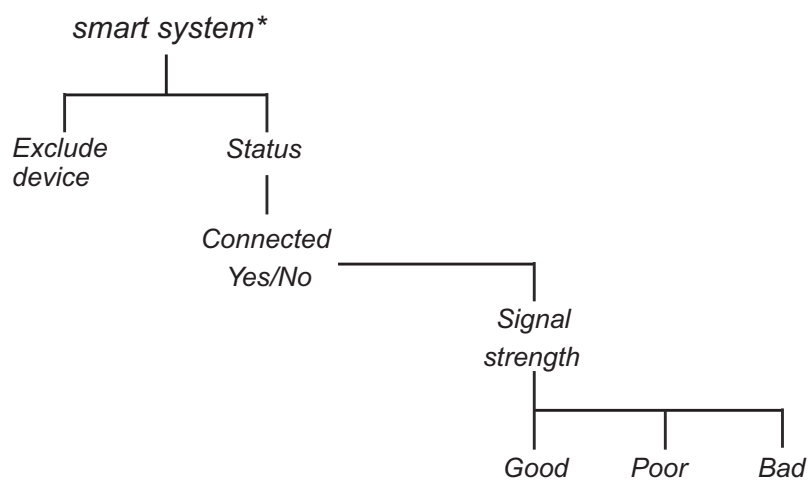 smart system*
Exclude
device
Status
Connected
Yes/No
Signal
strength
Good Poor Bad